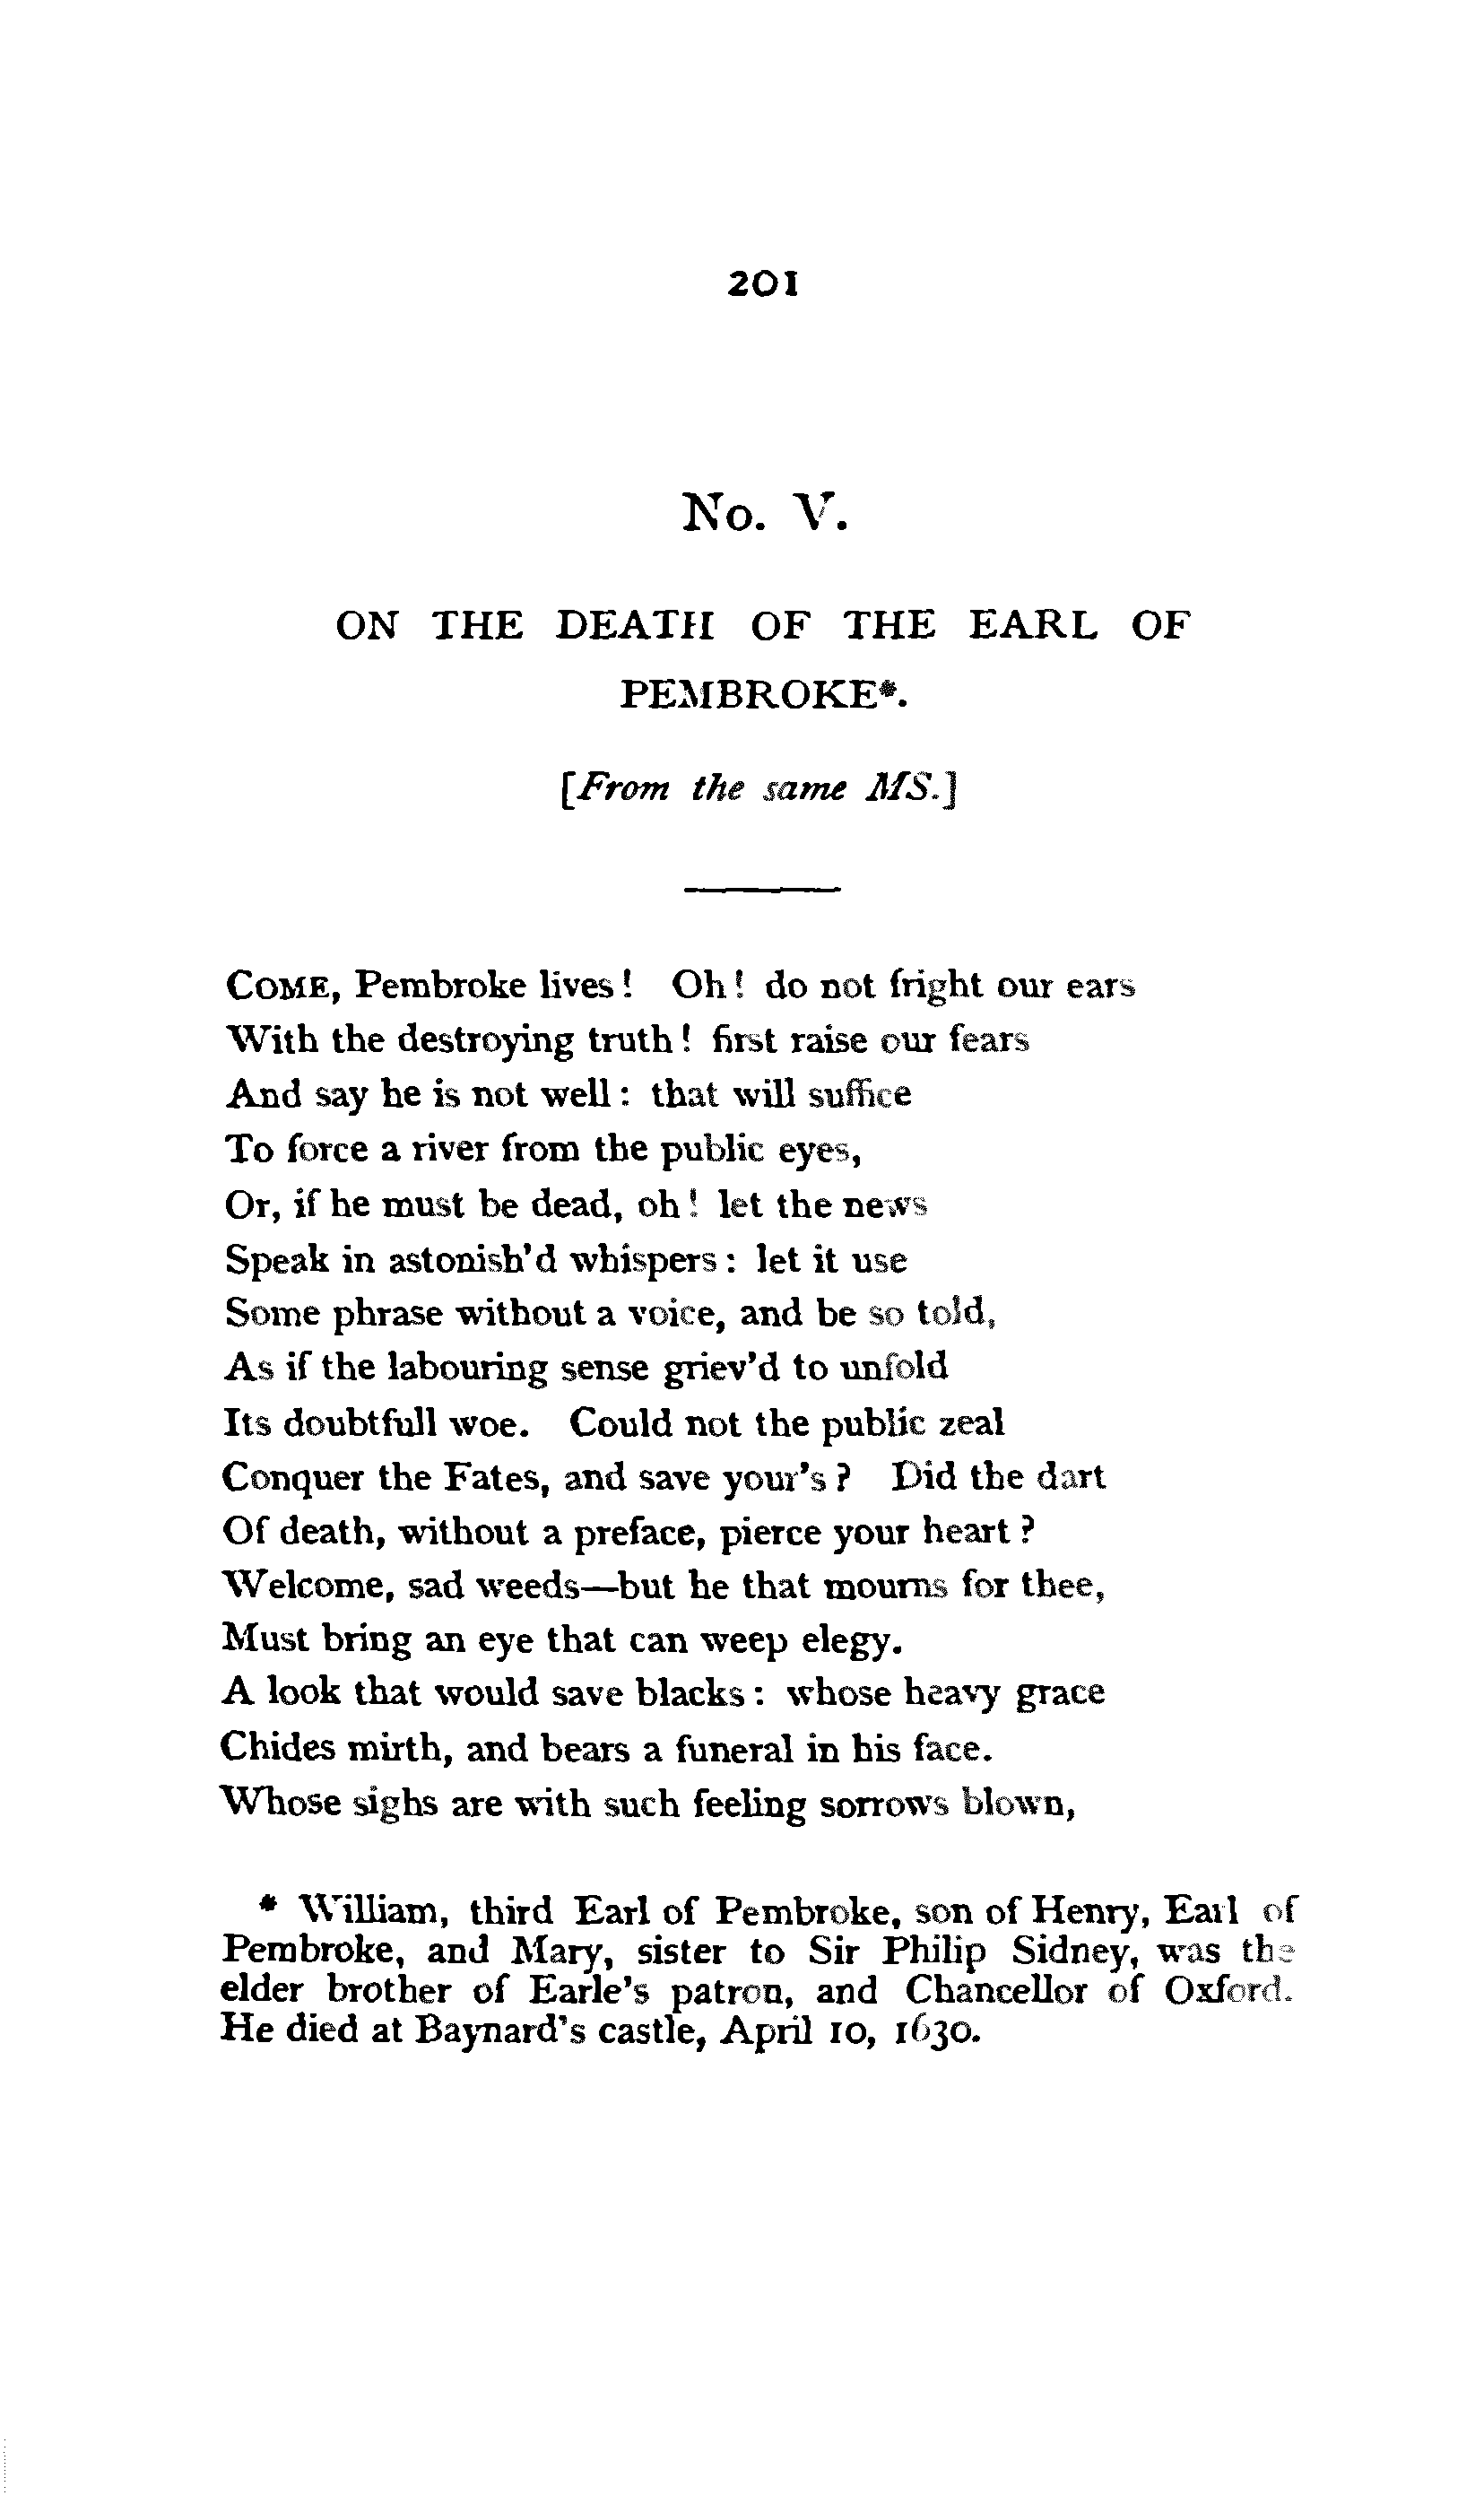 201
No. V.
ON THE DEATH OF THE EARL OF
PEMBROKE*.
[From the same MS.]
COME, Pembroke lives! Oh! do not fright our ears
With the destroying truth! first raise our fears
And say he is not well: that will suffice
To force a river from the public eyes,
Or, if he must be dead, oh! let the news
Speak in astonish'd whispers: let it use
Some phrase without a voice, and be so told,
As if the labouring sense griev'd to unfold
Its doubtfull woe. Could not the public zeal
Conquer the Fates, and save your's? Did the dart
Of death, without a preface, pierce your heart?
Welcome, sad weeds—but he that mourns for thee,
Must bring an eye that can weep elegy.
A look that would save blacks: whose heavy grace
Chides mirth, and bears a funeral in his face.
Whose sighs are with such feeling sorrows blown,
* William, third Earl of Pembroke, son of Henry, Earl of
Pembroke, and Mary, sister to Sir Philip Sidney, was the
elder brother of Earle's patron, and Chancellor of Oxford.
He died at Baynard's castle, April 10, 1630.